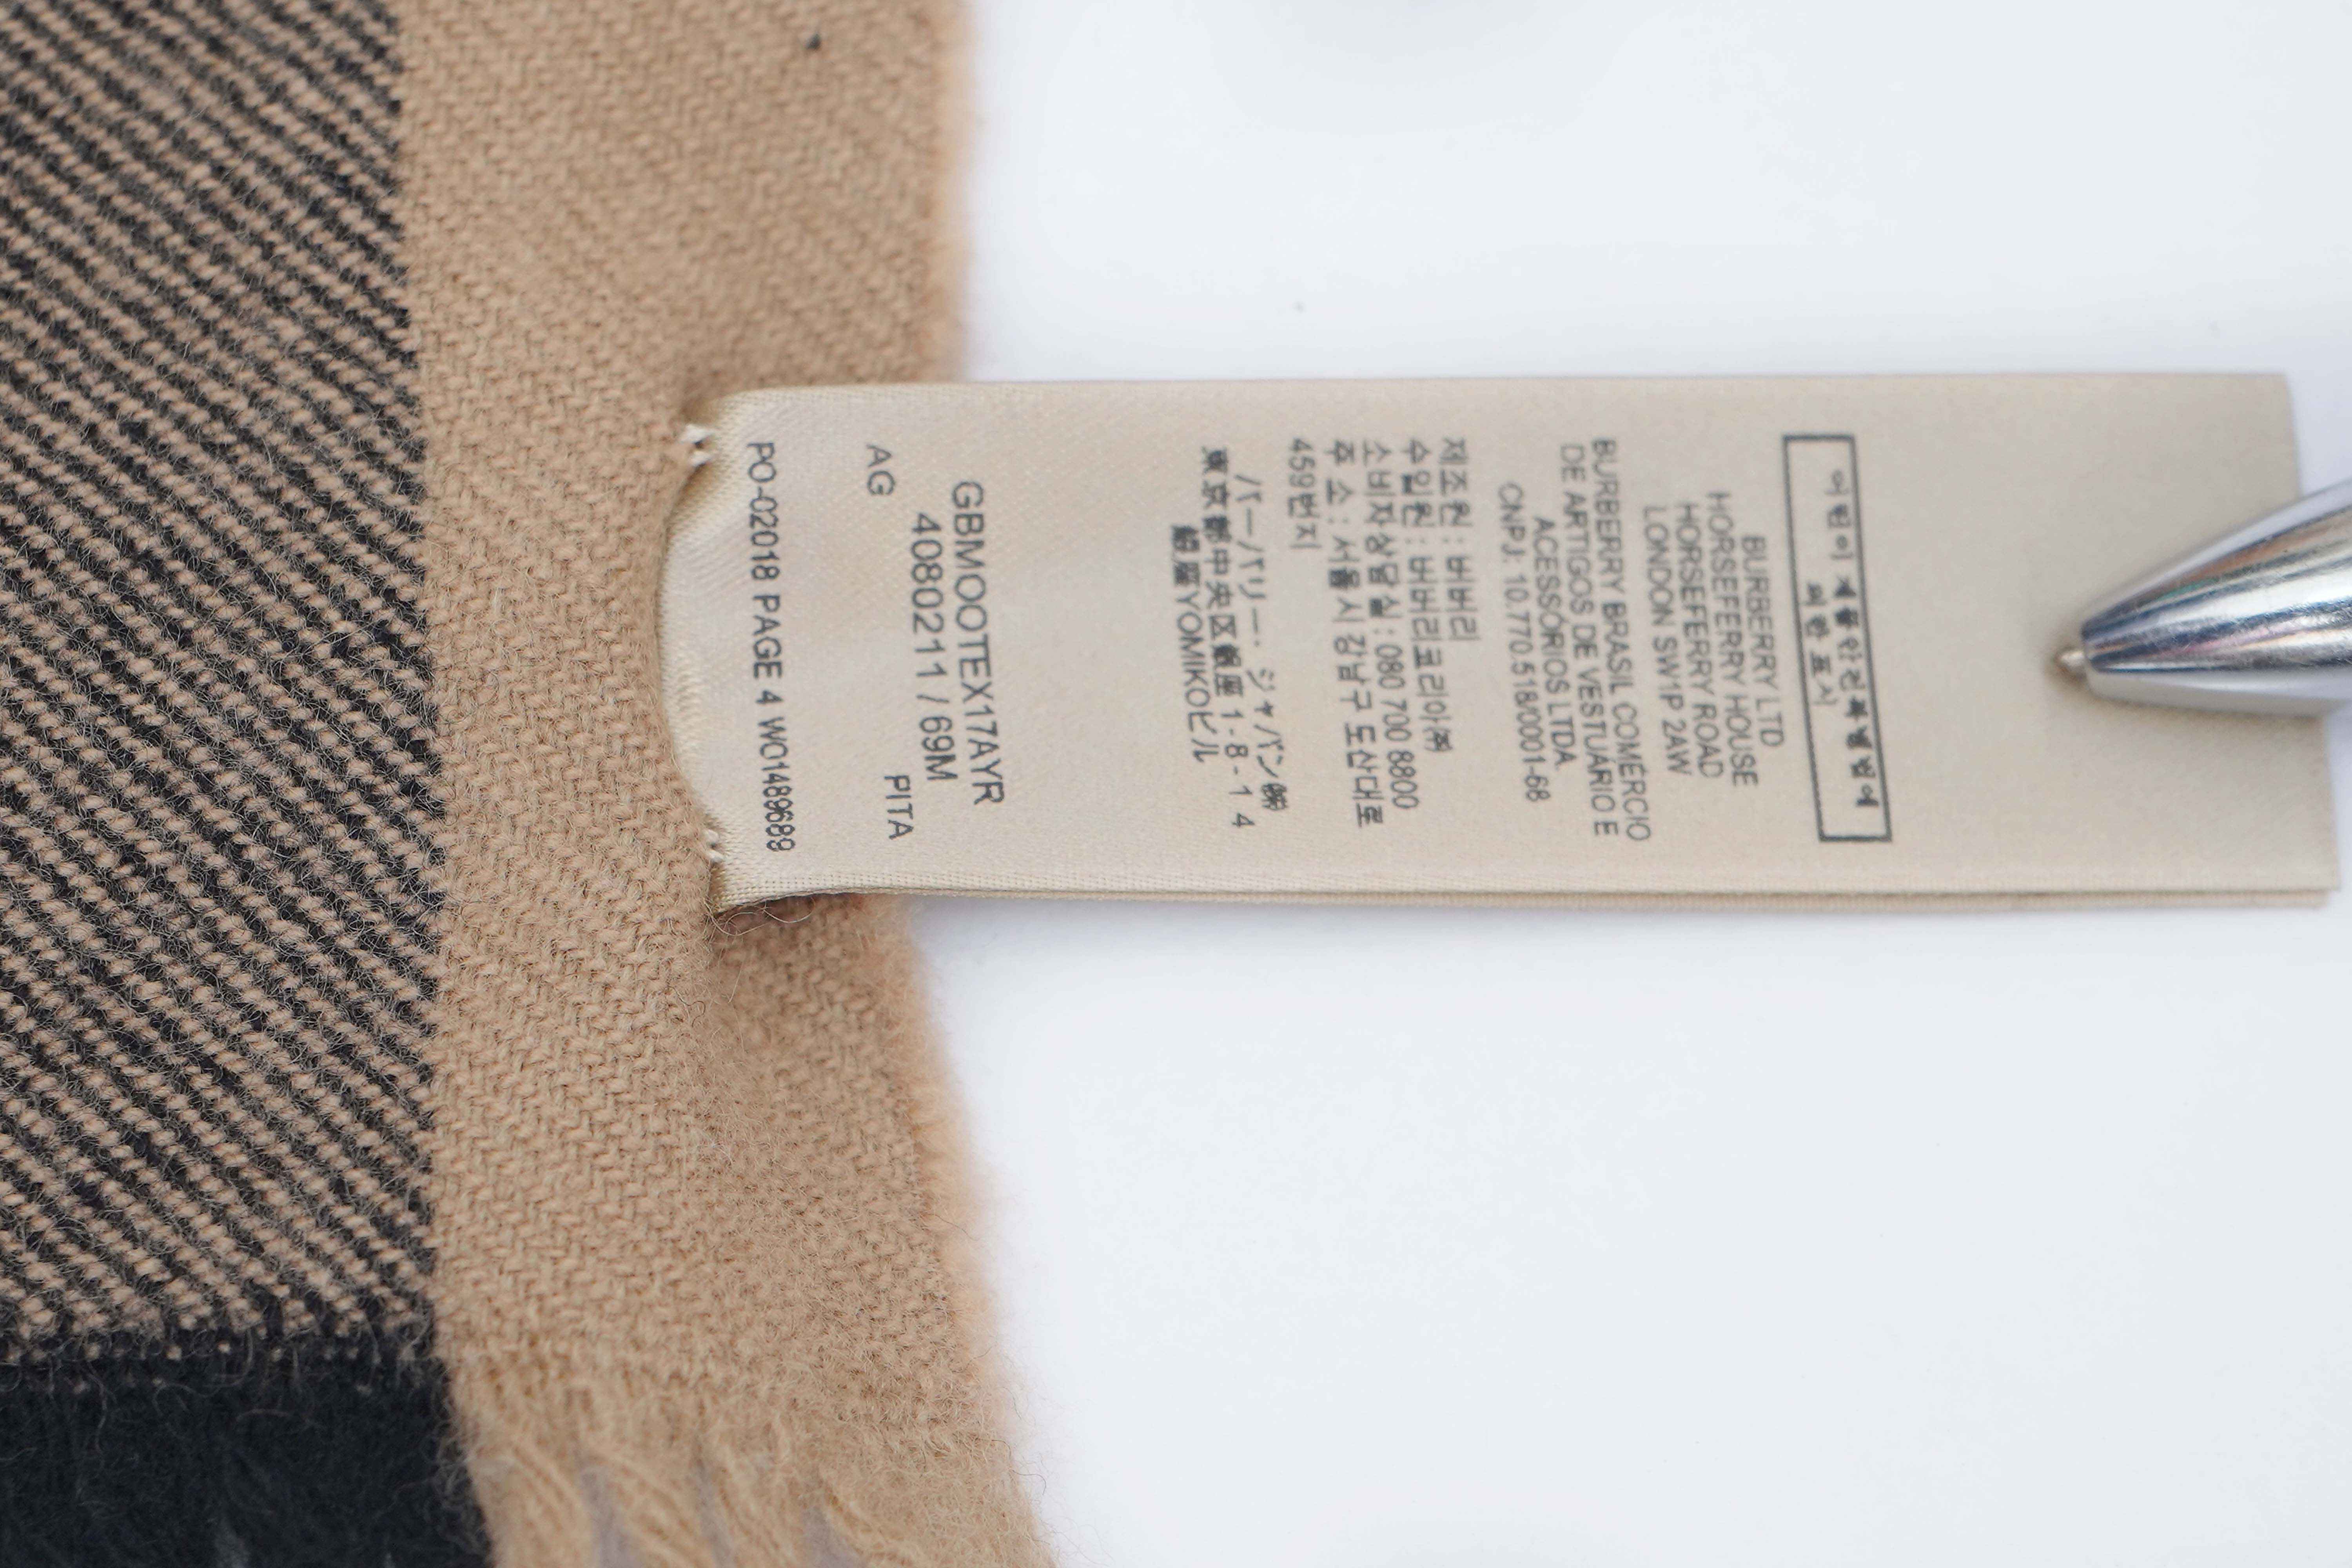 어린이제품안전특별법에
의한 표시
BURBERRY LTD
HORSEFERRY HOUSE
HORSEFERRY ROAD
LONDON SW1P 2AW
BURBERRY BRASIL COMÉRCIO
DE ARTIGOS DE VESTUÁRIO E
ACESSÓRIOS LTDA.
CNPJ: 10.770.518/0001-68
제조원 : 버버리
수입원 : 버버리코리아㈜
소비자상담실 : 080 700 8800
주 소 : 서울시 강남구 도산대로
459번지
バーバリー・ジャパン㈱
東京都中央区銀座 1-8-14
銀座YOMIKOビル
GBMOOTEX17AYR
4080211 / 69M
AG PITA
PO-02018 PAGE 4 WO1489689